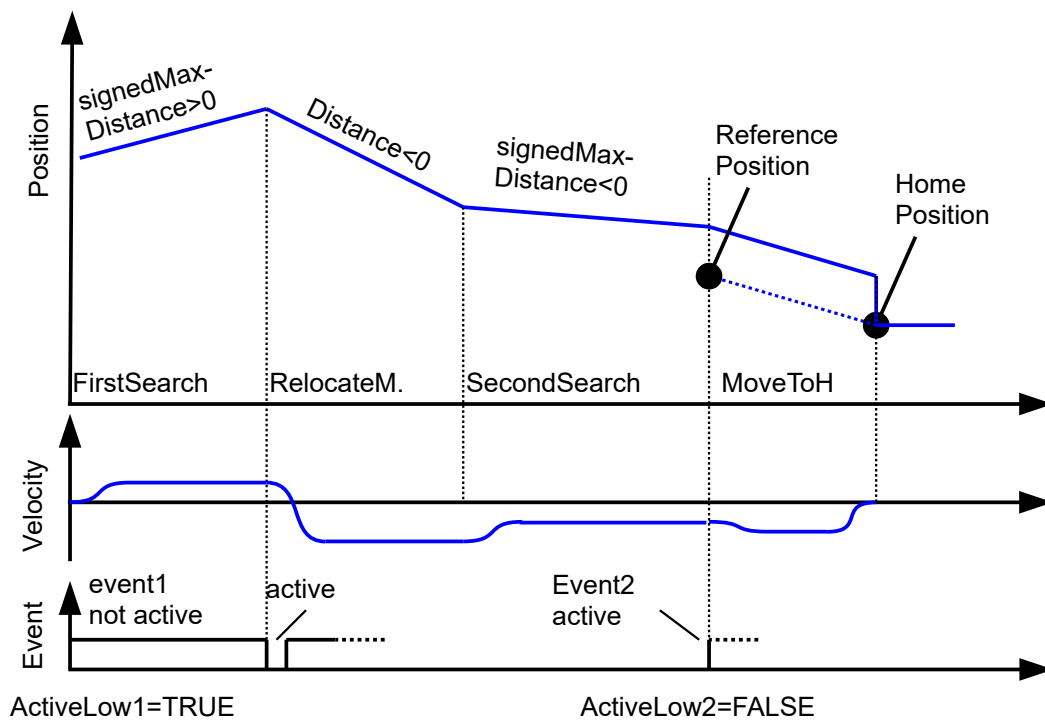 Position
signedMax-
Distance>0
Distance<0
signedMax-
Distance<0
Reference
Position
Home
Position
FirstSearch
RelocateM.
SecondSearch
MoveToH
Velocity
Event
event1
not active
active
Event2
active
ActiveLow1=TRUE
ActiveLow2=FALSE